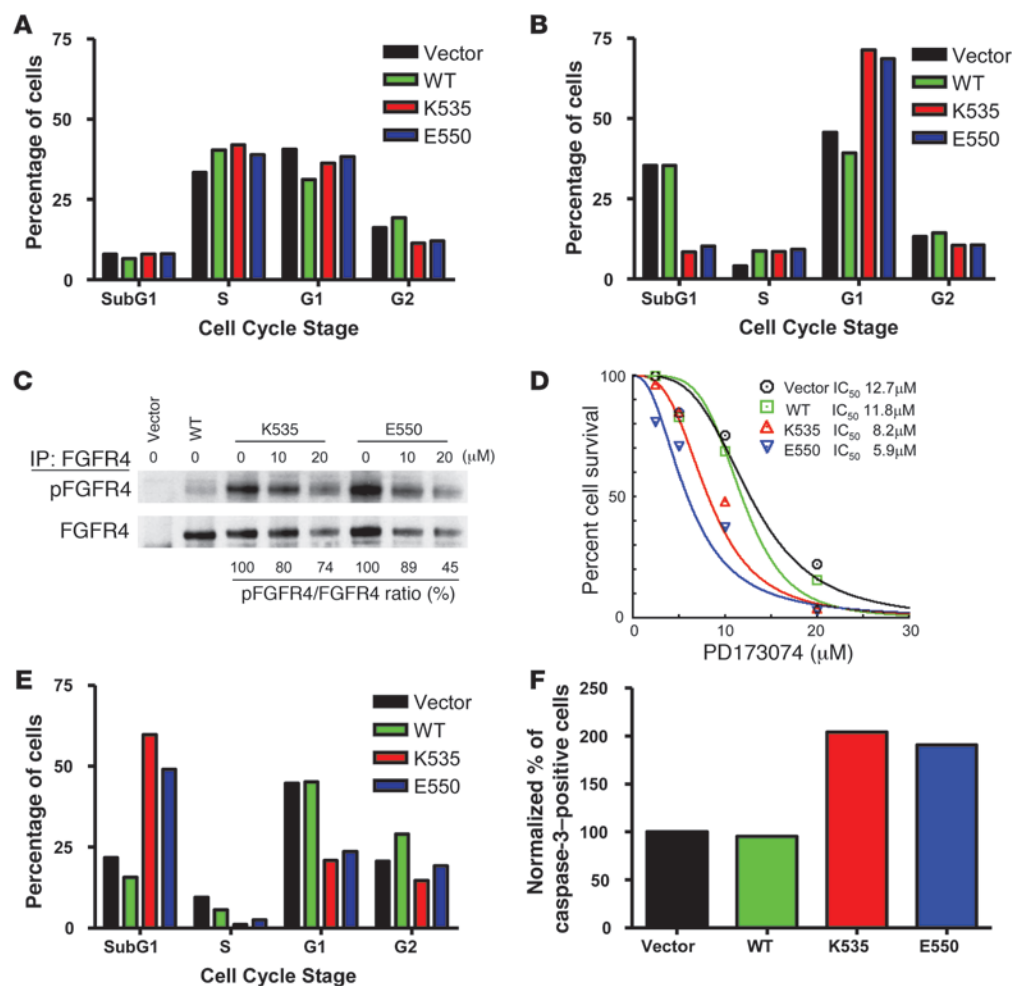 A
Percentage of cells
75
50
25
0
SubG1 S G1 G2
Cell Cycle Stage
Vector
WT
K535
E550
B
Percentage of cells
75
50
25
0
SubG1 S G1 G2
Cell Cycle Stage
Vector
WT
K535
E550
C
Vector WT K535 E550
IP: FGFR4 0 0 0 10 20 0 10 20 (μM)
pFGFR4
FGFR4
100 80 74 100 89 45
pFGFR4/FGFR4 ratio (%)
D
Percent cell survival
100
50
0
0 10 20 30
PD173074 (μM)
Vector IC50 12.7μM
WT IC50 11.8μM
K535 IC50 8.2μM
E550 IC50 5.9μM
E
Percentage of cells
75
50
25
0
SubG1 S G1 G2
Cell Cycle Stage
Vector
WT
K535
E550
F
Normalized % of
caspase-3–positive cells
250
200
150
100
50
0
Vector WT K535 E550